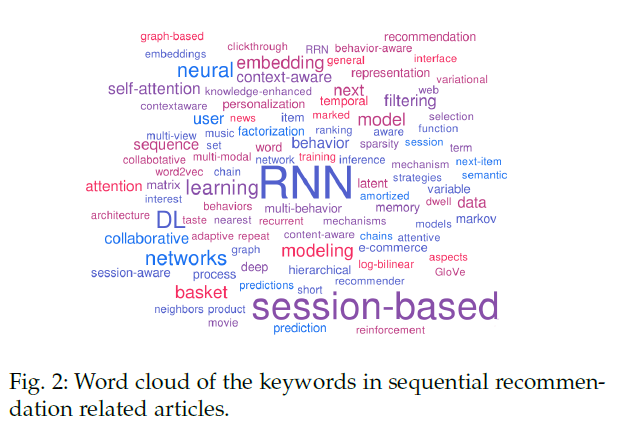 graph-based recommendation
clickthrough RRN behavior-aware
embeddings embedding general interface
neural context-aware representation variational
self-attention knowledge-enhanced next web
contextaware personalization temporal filtering
user news item marked model selection
multi-view music factorization ranking aware function
sequence set word behavior sparsity session term
collabotative multi-modal network training inference mechanism next-item
word2vec chain RNN latent strategies semantic
attention matrix learning amortized variable
interest behaviors multi-behavior memory dwell data
architecture DL taste nearest recurrent mechanisms models markov
collaborative adaptive repeat content-aware chains attentive
networks graph modeling e-commerce aspects
session-aware process deep hierarchical log-bilinear GloVe
basket predictions short recommender
neighbors product session-based
movie prediction reinforcement
Fig. 2: Word cloud of the keywords in sequential recommen-
dation related articles.